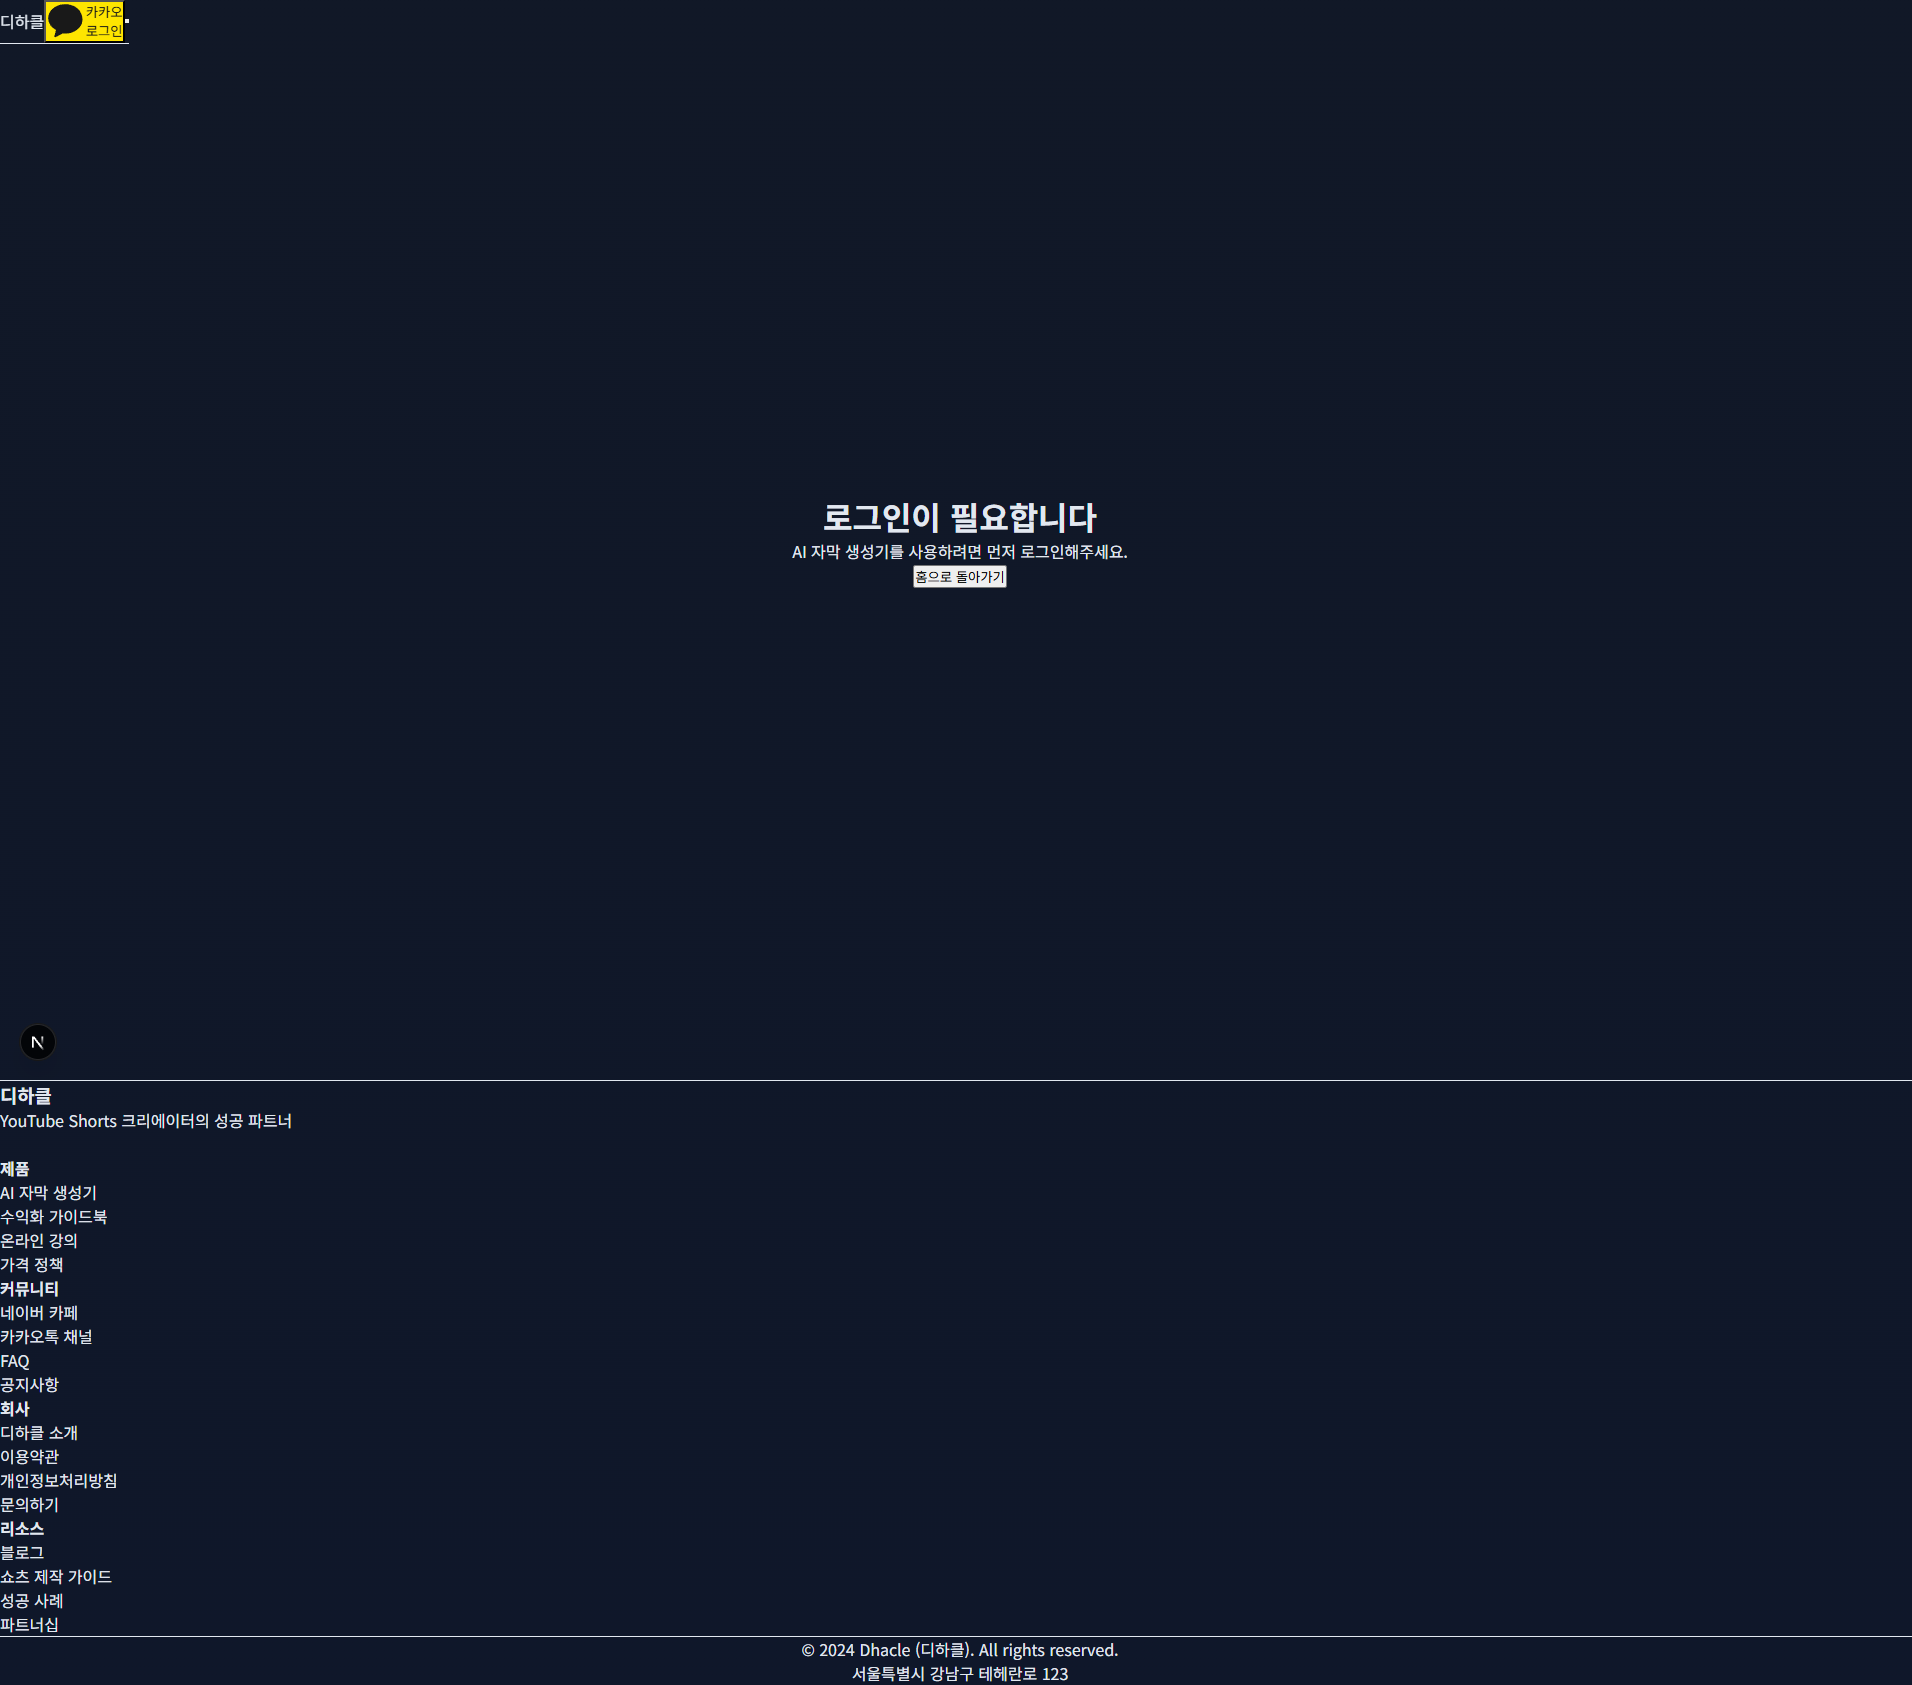 디하클
카카오
로그인
로그인이 필요합니다
AI 자막 생성기를 사용하려면 먼저 로그인해주세요.
홈으로 돌아가기
N
디하클
YouTube Shorts 크리에이터의 성공 파트너
제품
AI 자막 생성기
수익화 가이드북
온라인 강의
가격 정책
커뮤니티
네이버 카페
카카오톡 채널
FAQ
공지사항
회사
디하클 소개
이용약관
개인정보처리방침
문의하기
리소스
블로그
쇼츠 제작 가이드
성공 사례
파트너십
© 2024 Dhacle (디하클). All rights reserved.
서울특별시 강남구 테헤란로 123